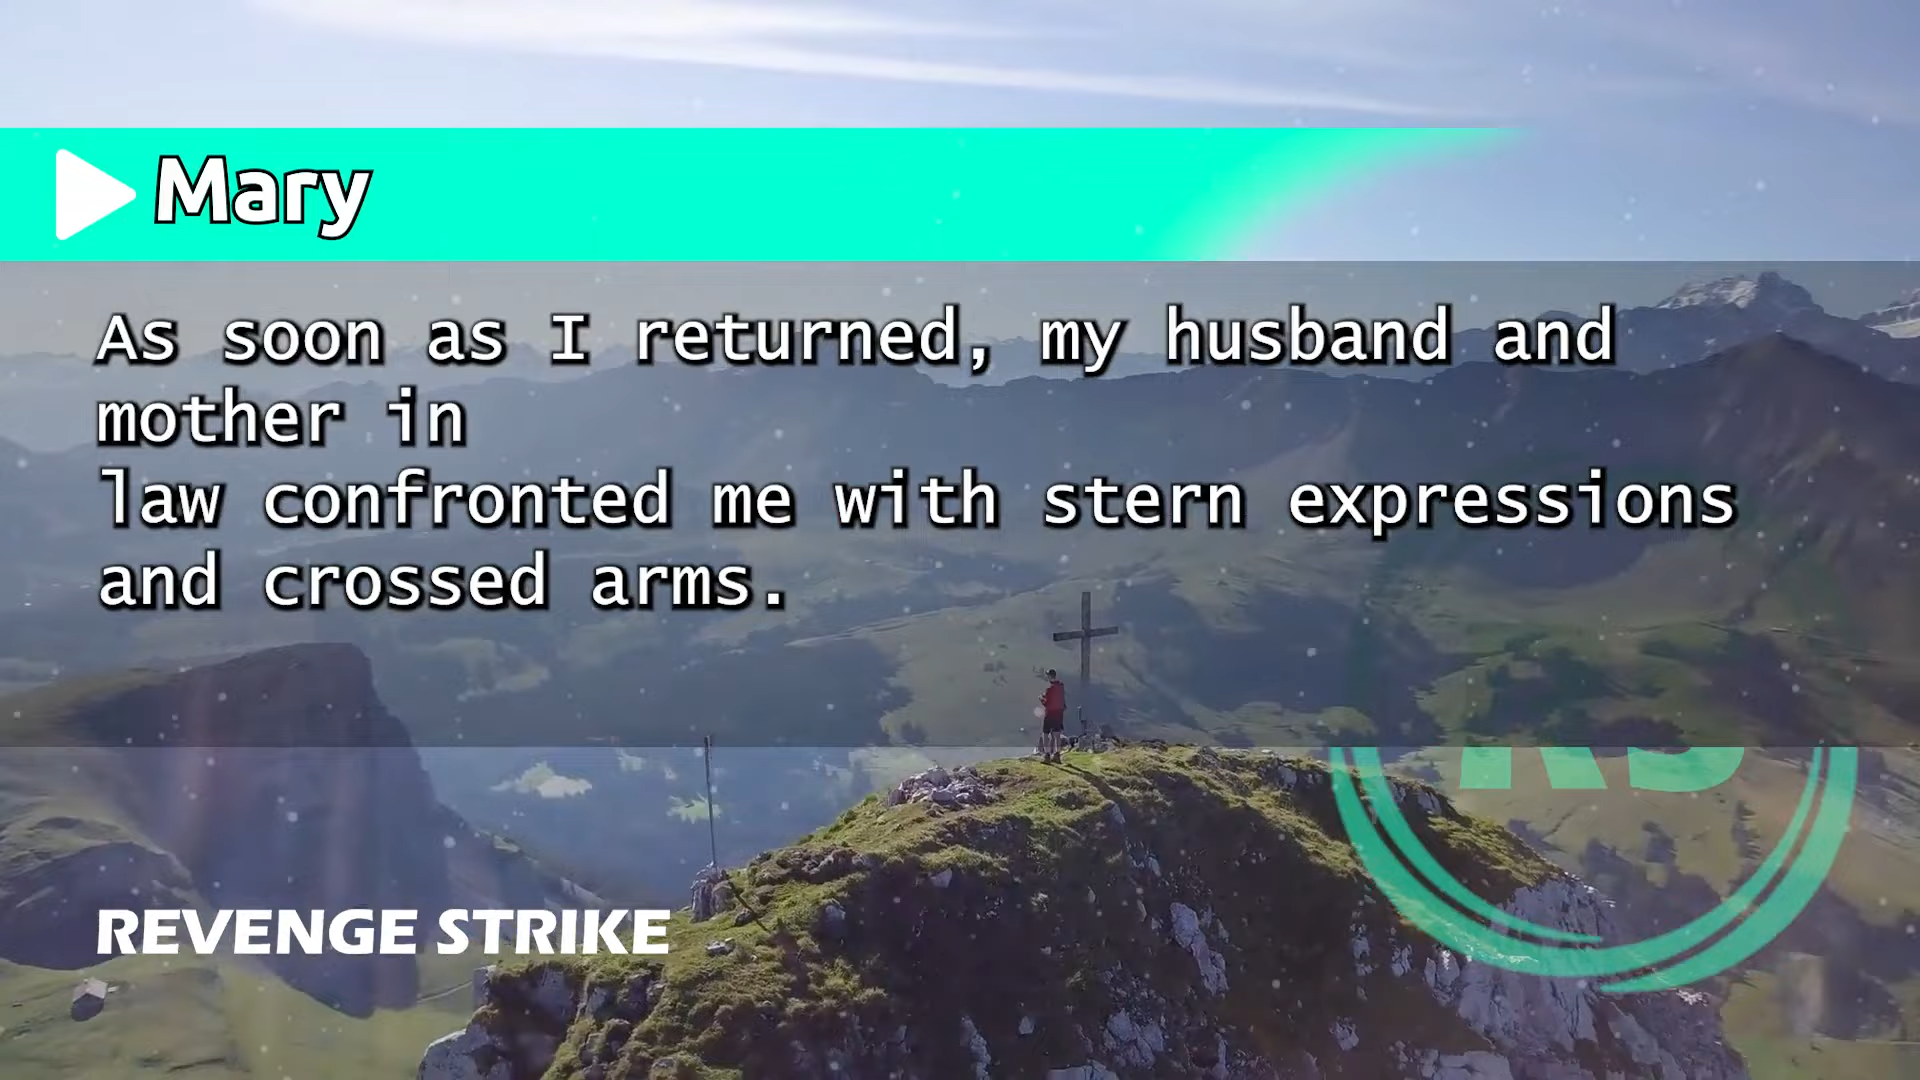 Mary
As soon as I returned, my husband and
mother in
law confronted me with stern expressions
and crossed arms.
RS
REVENGE STRIKE